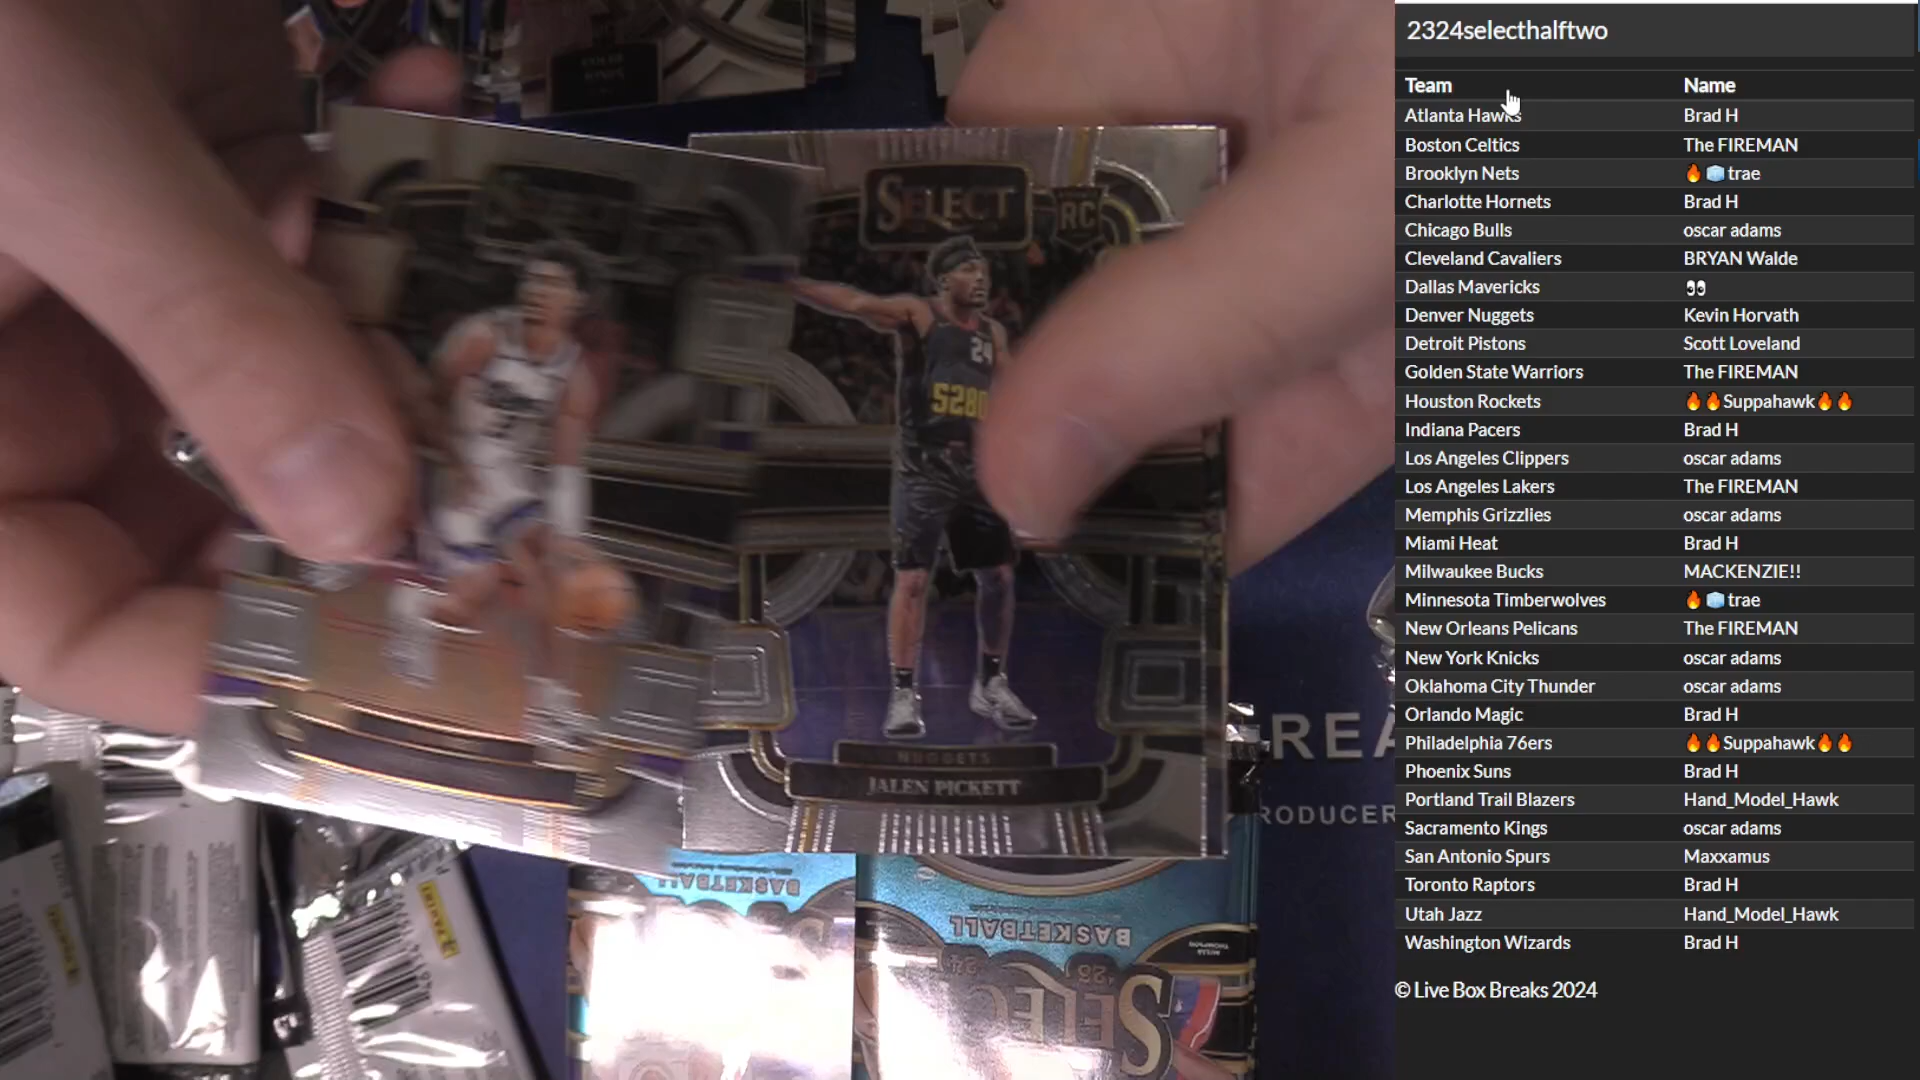 2324selecthalftwo
Team Name
Atlanta Hawks Brad H
Boston Celtics The FIREMAN
Brooklyn Nets 🔥🧊trae
Charlotte Hornets Brad H
Chicago Bulls oscar adams
Cleveland Cavaliers BRYAN Walde
Dallas Mavericks 👀
Denver Nuggets Kevin Horvath
Detroit Pistons Scott Loveland
Golden State Warriors The FIREMAN
Houston Rockets 🔥🔥Suppahawk🔥🔥
Indiana Pacers Brad H
Los Angeles Clippers oscar adams
Los Angeles Lakers The FIREMAN
Memphis Grizzlies oscar adams
Miami Heat Brad H
Milwaukee Bucks MACKENZIE!!
Minnesota Timberwolves 🔥🧊trae
New Orleans Pelicans The FIREMAN
New York Knicks oscar adams
Oklahoma City Thunder oscar adams
Orlando Magic Brad H
Philadelphia 76ers 🔥🔥Suppahawk🔥🔥
Phoenix Suns Brad H
Portland Trail Blazers Hand_Model_Hawk
Sacramento Kings oscar adams
San Antonio Spurs Maxxamus
Toronto Raptors Brad H
Utah Jazz Hand_Model_Hawk
Washington Wizards Brad H
© Live Box Breaks 2024
SELECT
RC
24
5280
NUGGETS
JALEN PICKETT
REA
RODUCER
BASKETBALL
BASKETBALL
SELECT